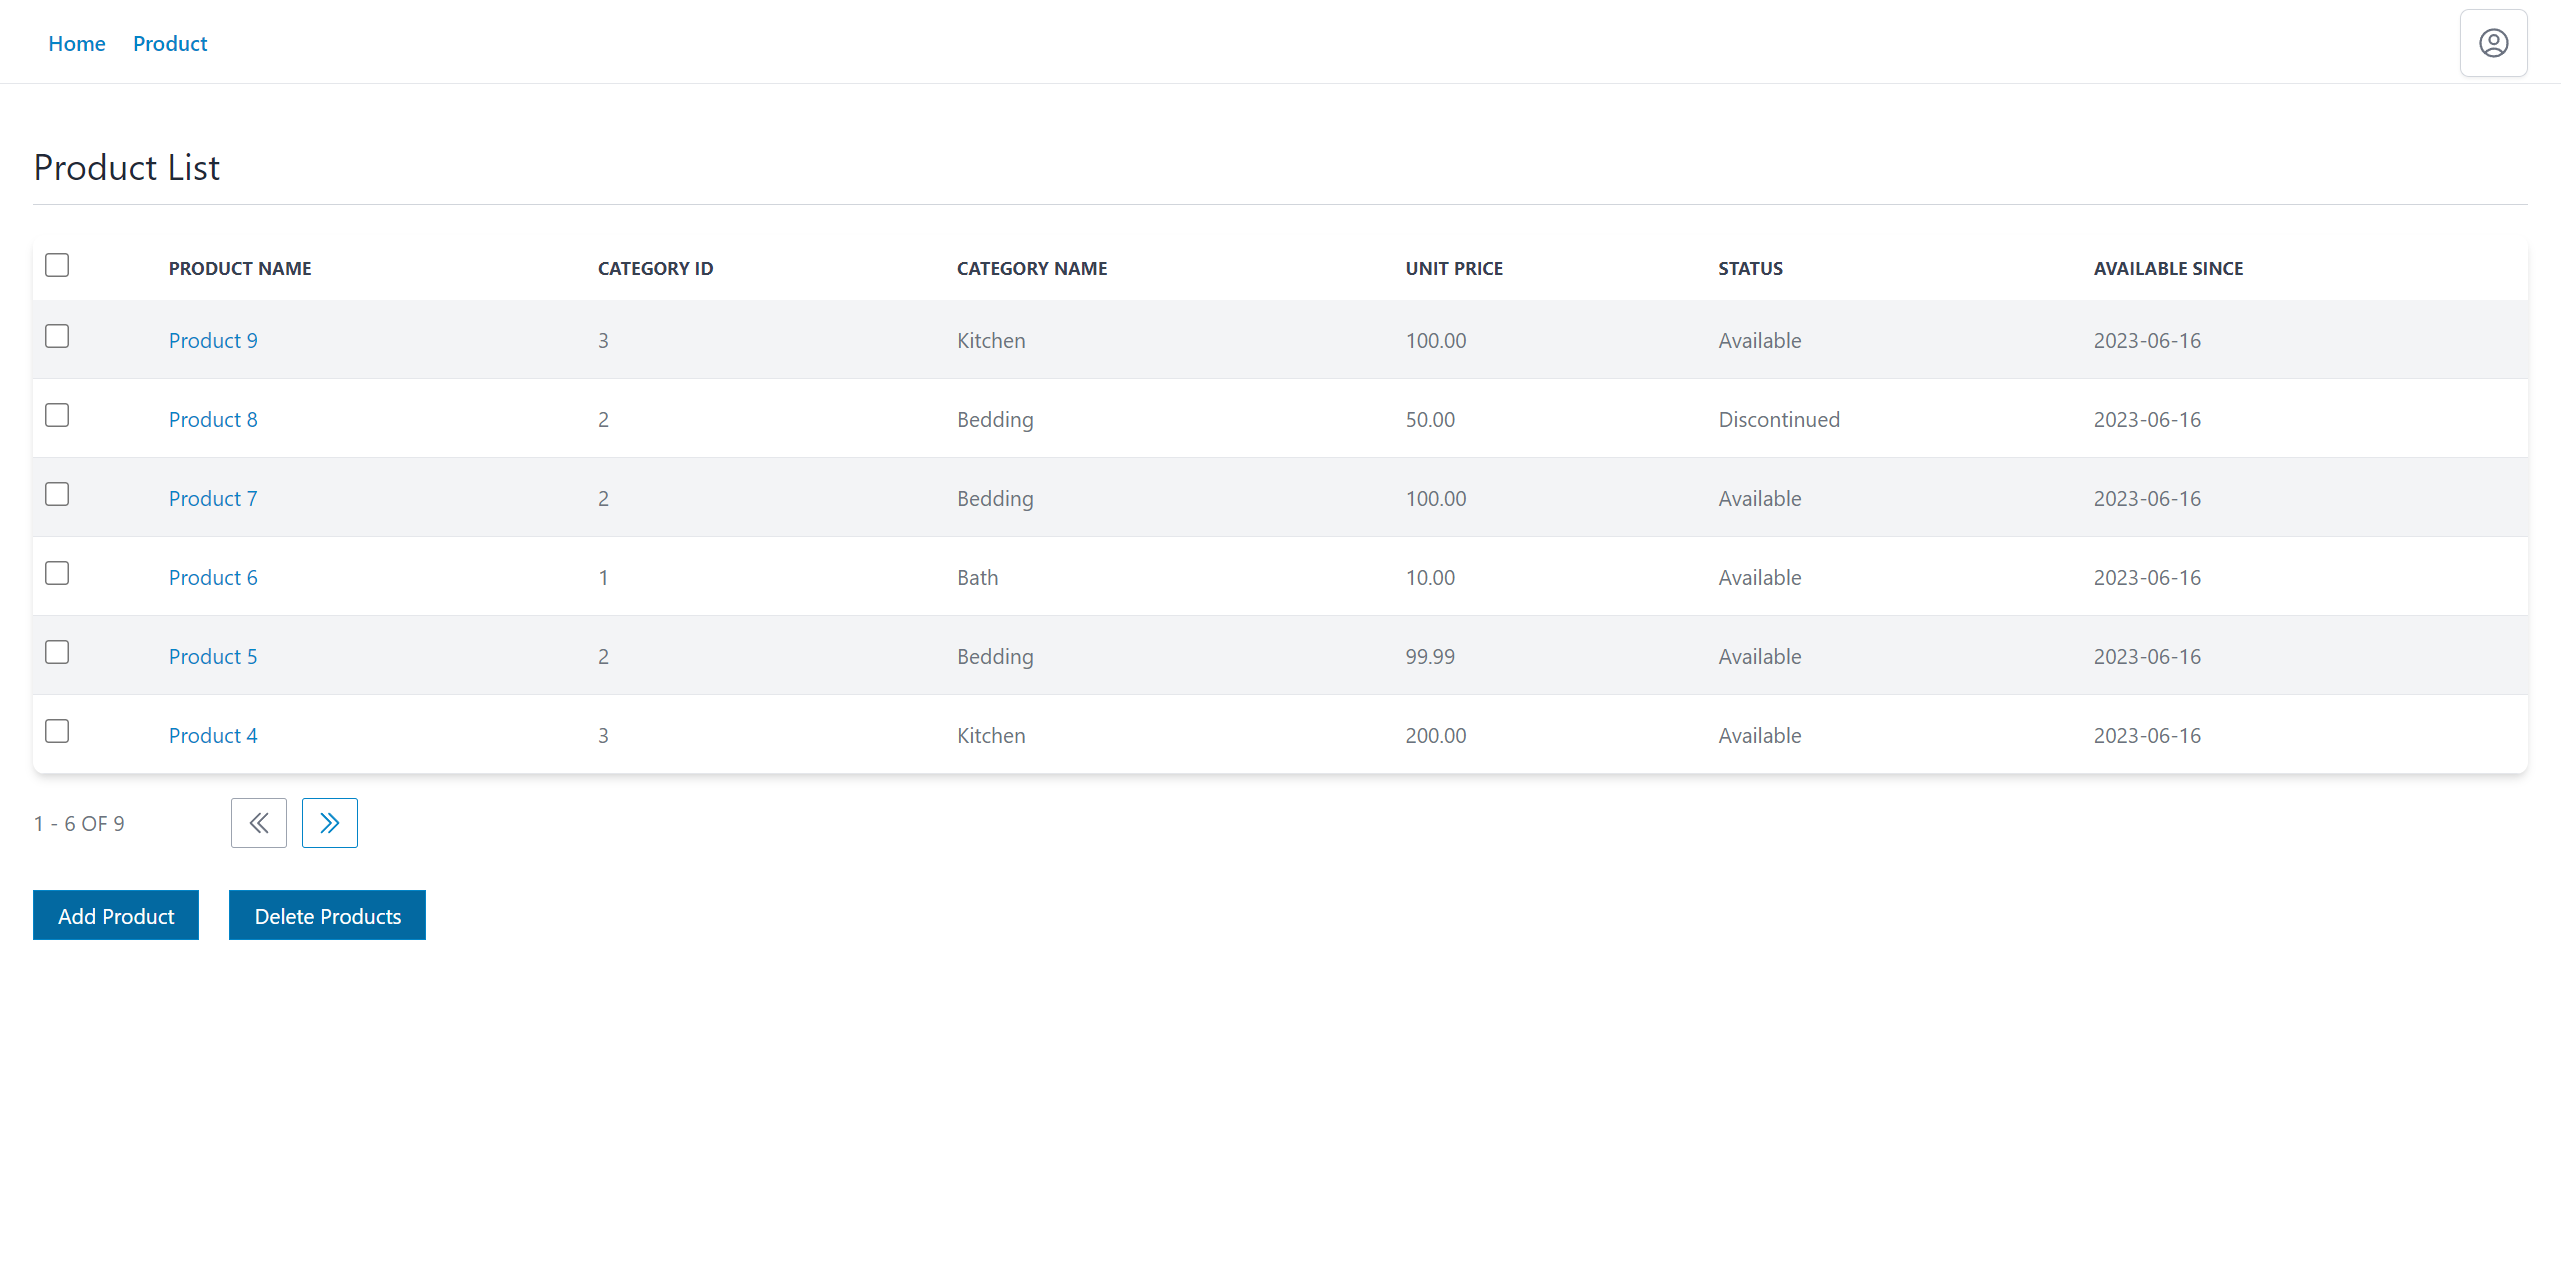 Home Product
Product List
PRODUCT NAME CATEGORY ID CATEGORY NAME UNIT PRICE STATUS AVAILABLE SINCE
Product 9 3 Kitchen 100.00 Available 2023-06-16
Product 8 2 Bedding 50.00 Discontinued 2023-06-16
Product 7 2 Bedding 100.00 Available 2023-06-16
Product 6 1 Bath 10.00 Available 2023-06-16
Product 5 2 Bedding 99.99 Available 2023-06-16
Product 4 3 Kitchen 200.00 Available 2023-06-16
1 - 6 OF 9
Add Product Delete Products